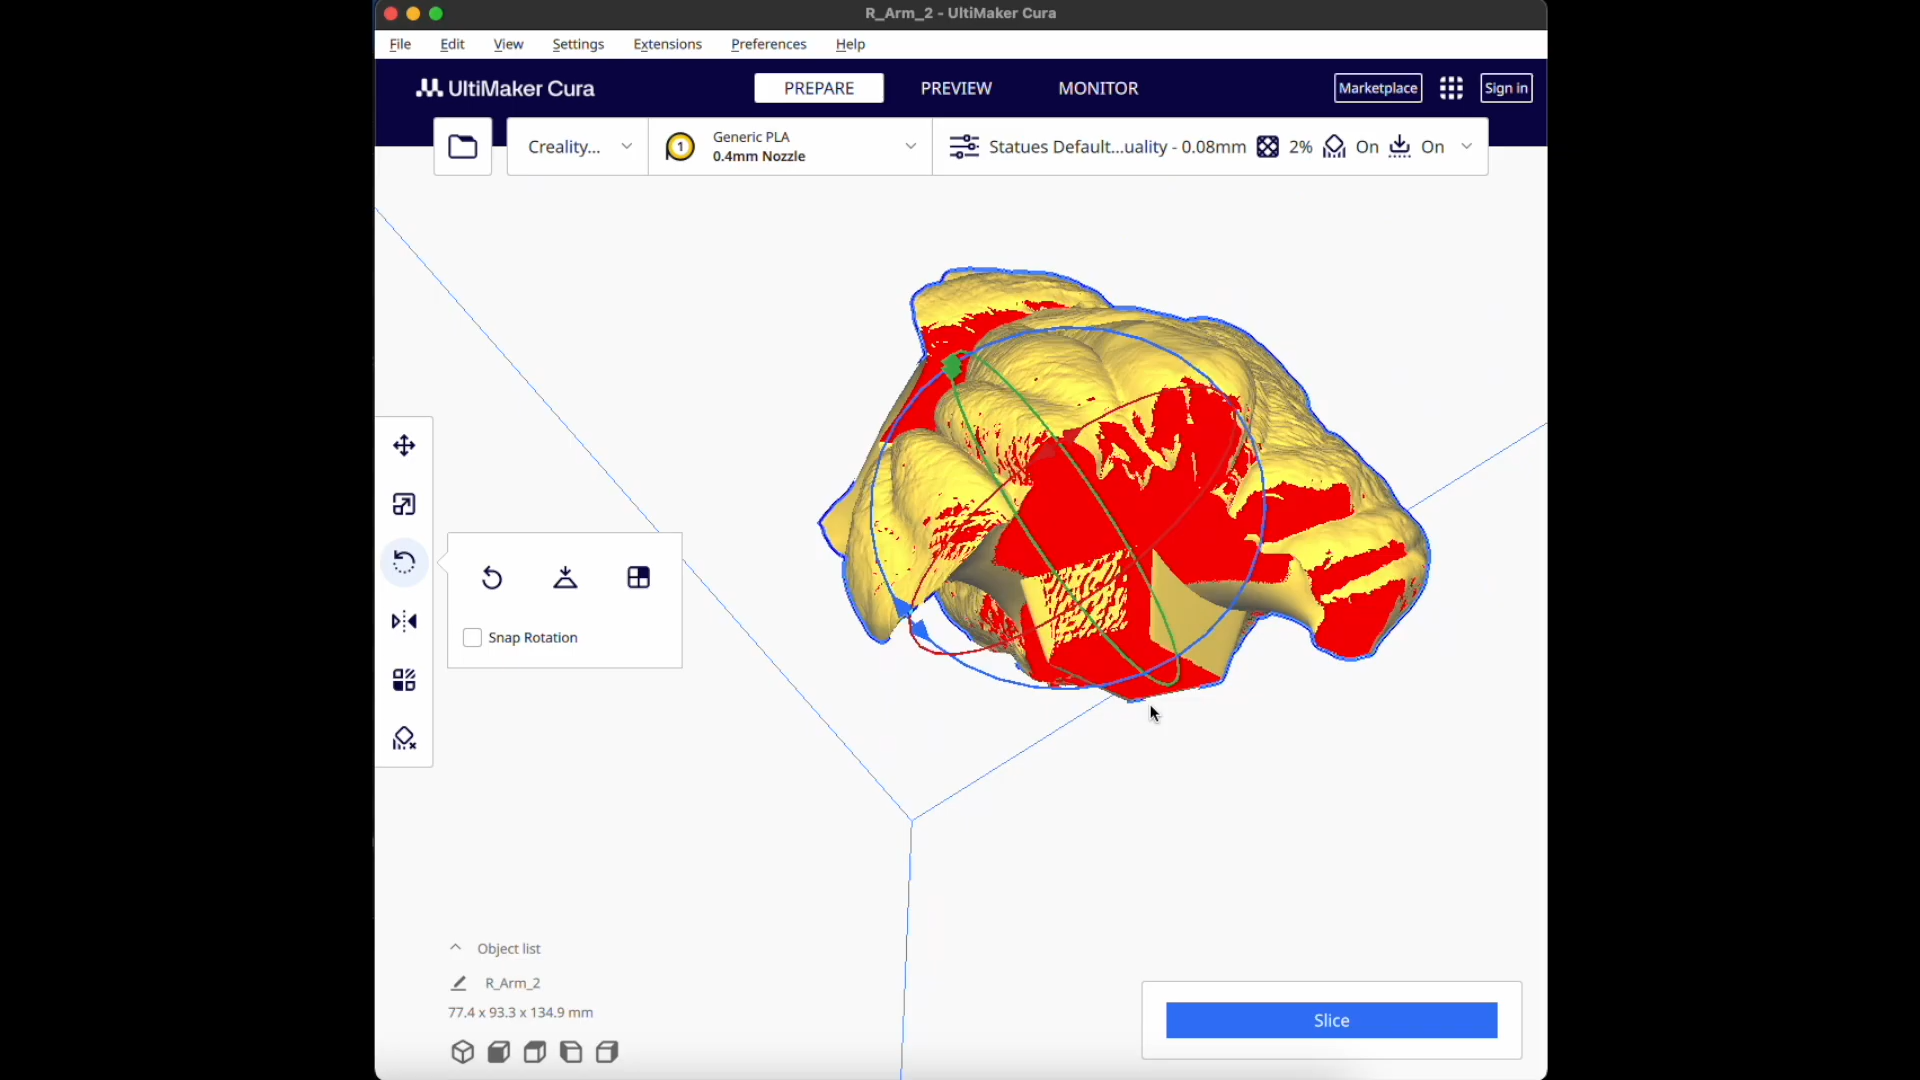 R_Arm_2 - UltiMaker Cura
File Edit View Settings Extensions Preferences Help
UltiMaker Cura PREPARE PREVIEW MONITOR Marketplace Sign in
Creality... 1 Generic PLA 0.4mm Nozzle Statues Default...uality - 0.08mm 2% On On
Snap Rotation
Object list
R_Arm_2
77.4 x 93.3 x 134.9 mm
Slice